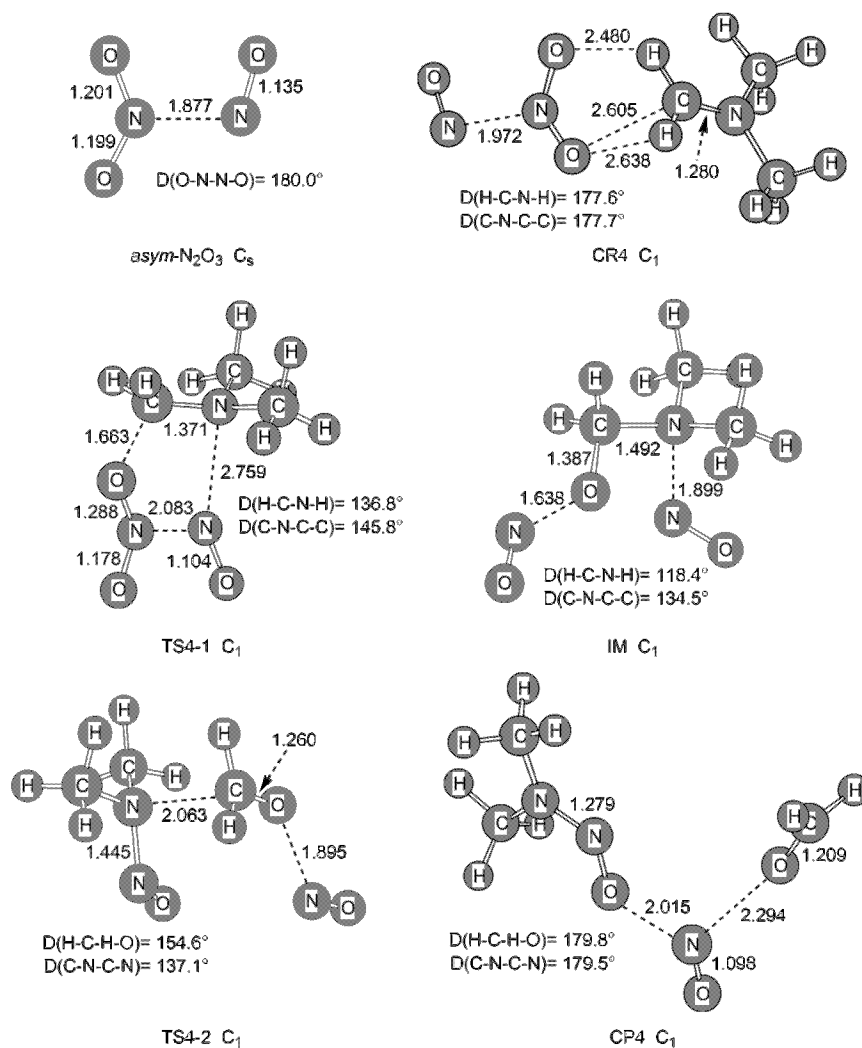 O O
1.201 1.877 1.135
N N
1.199
O
D(O-N-N-O)= 180.0°
asym-N₂O₃ Cₛ
2.480
O H H H
O C C
N 2.605 N H
N 1.972 O H
2.638 1.280 C H
H H
D(H-C-N-H)= 177.6°
D(C-N-C-C)= 177.7°
CR4 C₁
H
H H C H
H C N C
1.371 H H
1.663
O 2.759
1.288 2.083 D(H-C-N-H)= 136.8°
N N D(C-N-C-C)= 145.8°
1.178 1.104
O O
TS4-1 C₁
H
H C H
H
H C N C H
1.492 H
1.387
O 1.899
1.638 N
N O
O D(H-C-N-H)= 118.4°
D(C-N-C-C)= 134.5°
IM C₁
H
H H 1.260
C
H C H C O
N
H 2.063 H
1.445 1.895
N O N O
D(H-C-H-O)= 154.6°
D(C-N-C-N)= 137.1°
TS4-2 C₁
H
H C H
H N 1.279 H H
C H N C
H O O 1.209
2.015 2.294
D(H-C-H-O)= 179.8° N
D(C-N-C-N)= 179.5° 1.098
O
CP4 C₁